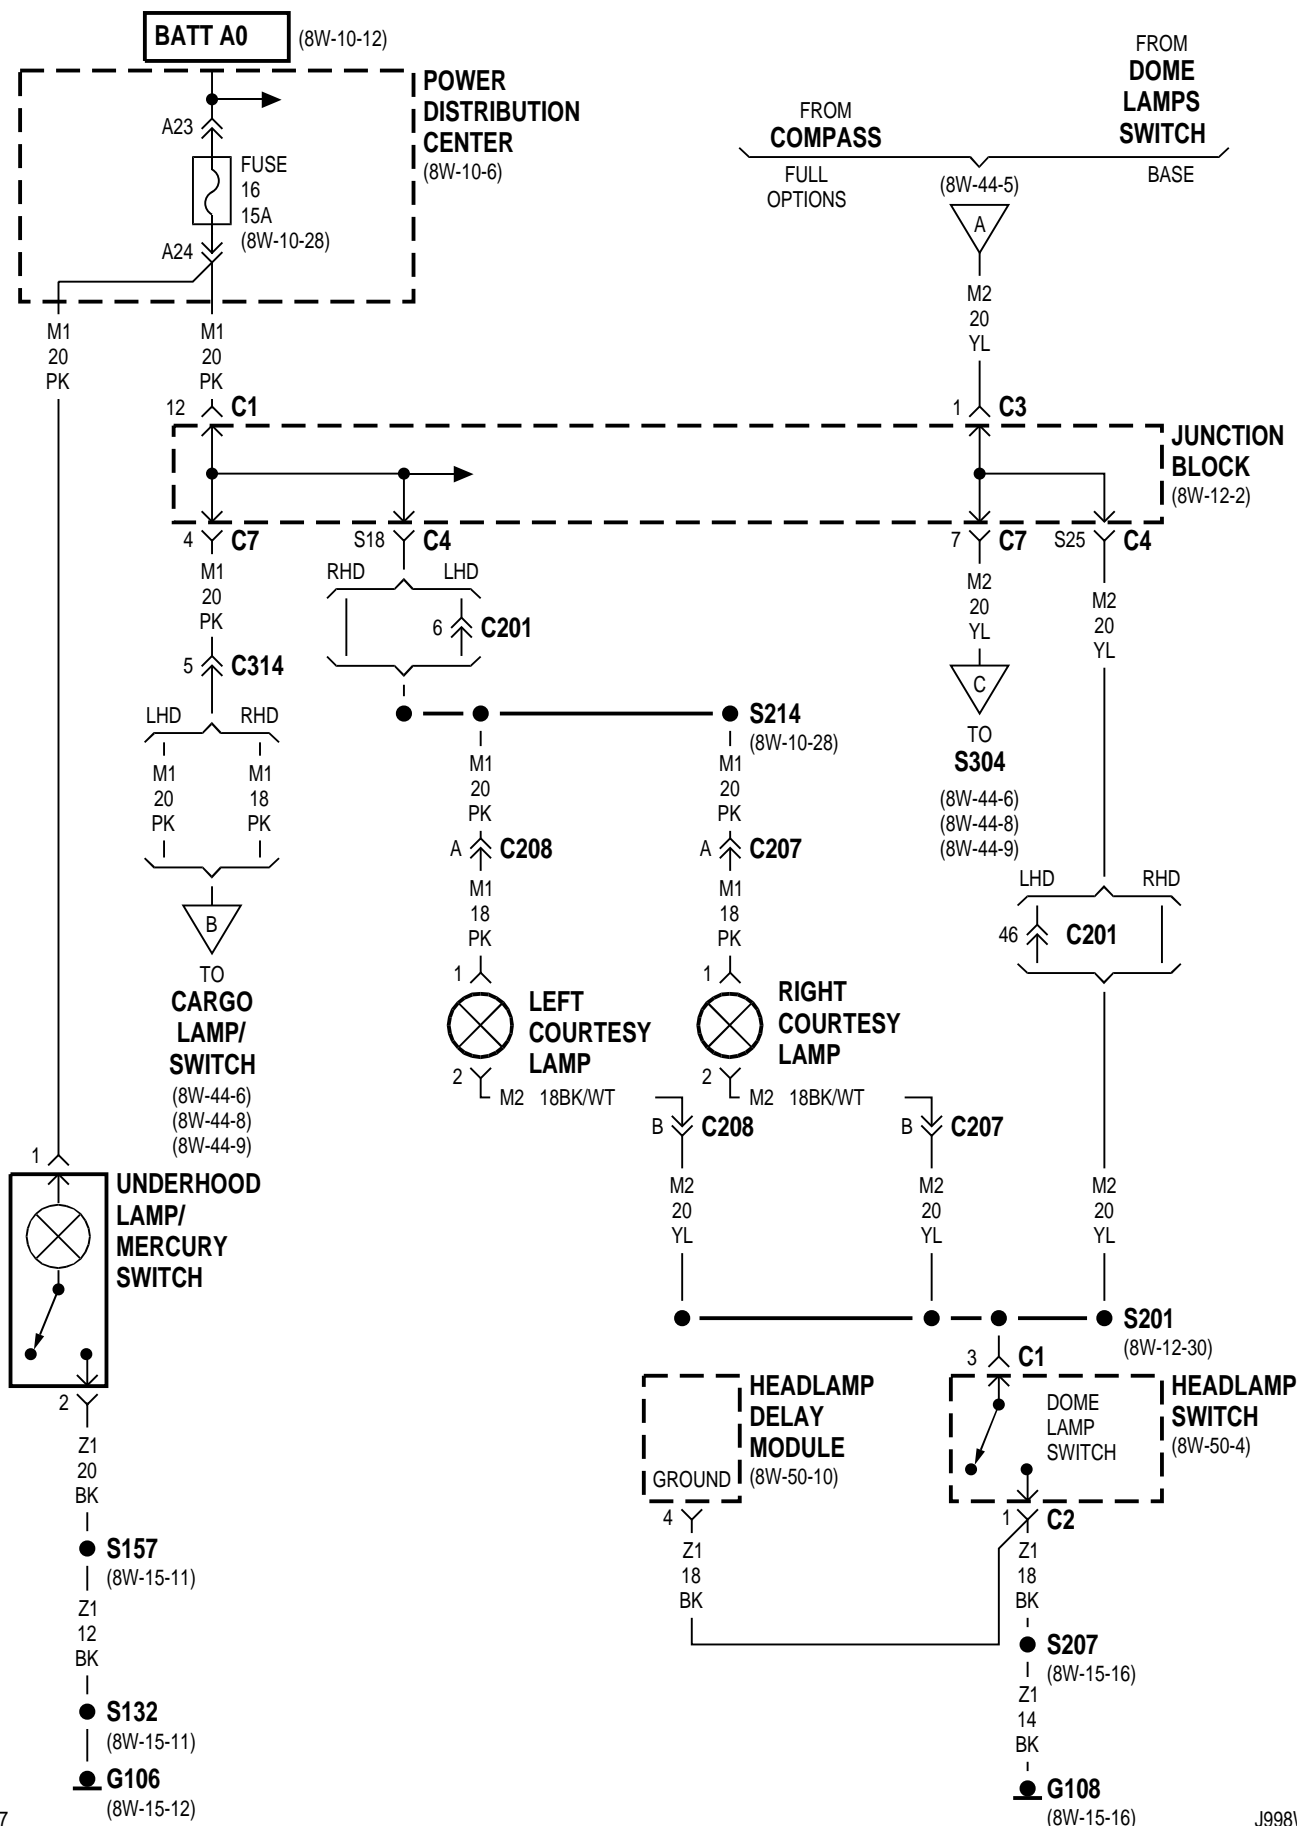 BATT A0
(8W-10-12)
POWER
DISTRIBUTION
CENTER
(8W-10-6)
A23
FUSE
16
15A
(8W-10-28)
A24
FROM
DOME
LAMPS
SWITCH
FROM
COMPASS
FULL
OPTIONS
(8W-44-5)
BASE
A
M2
20
YL
M1
20
PK
M1
20
PK
12
C1
1
C3
JUNCTION
BLOCK
(8W-12-2)
4
C7
S18
C4
7
C7
S25
C4
M1
20
PK
RHD
LHD
6
C201
M2
20
YL
M2
20
YL
5
C314
LHD
RHD
M1
20
PK
M1
18
PK
S214
(8W-10-28)
C
TO
S304
(8W-44-6)
(8W-44-8)
(8W-44-9)
M1
20
PK
M1
20
PK
A
C208
A
C207
M1
18
PK
M1
18
PK
LHD
RHD
46
C201
B
TO
CARGO
LAMP/
SWITCH
(8W-44-6)
(8W-44-8)
(8W-44-9)
1
LEFT
COURTESY
LAMP
2
M2 18BK/WT
1
RIGHT
COURTESY
LAMP
2
M2 18BK/WT
B
C208
B
C207
1
UNDERHOOD
LAMP/
MERCURY
SWITCH
2
M2
20
YL
M2
20
YL
M2
20
YL
S201
(8W-12-30)
3
C1
HEADLAMP
DELAY
MODULE
(8W-50-10)
GROUND
DOME
LAMP
SWITCH
HEADLAMP
SWITCH
(8W-50-4)
4
1
C2
Z1
20
BK
Z1
18
BK
Z1
18
BK
S157
(8W-15-11)
Z1
12
BK
S207
(8W-15-16)
Z1
14
BK
S132
(8W-15-11)
G106
(8W-15-12)
G108
(8W-15-16)
7